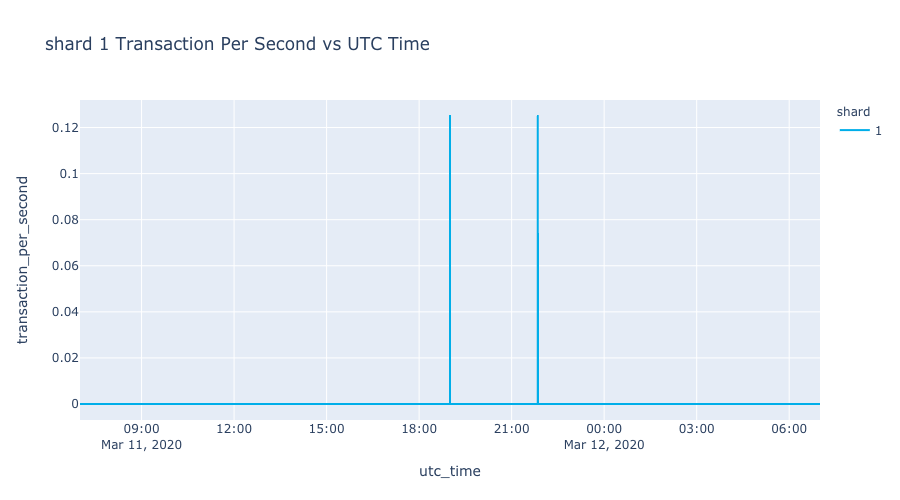 shard 1 Transaction Per Second vs UTC Time
shard
1
transaction_per_second
0.12
0.1
0.08
0.06
0.04
0.02
0
09:00 12:00 15:00 18:00 21:00 00:00 03:00 06:00
Mar 11, 2020 Mar 12, 2020
utc_time